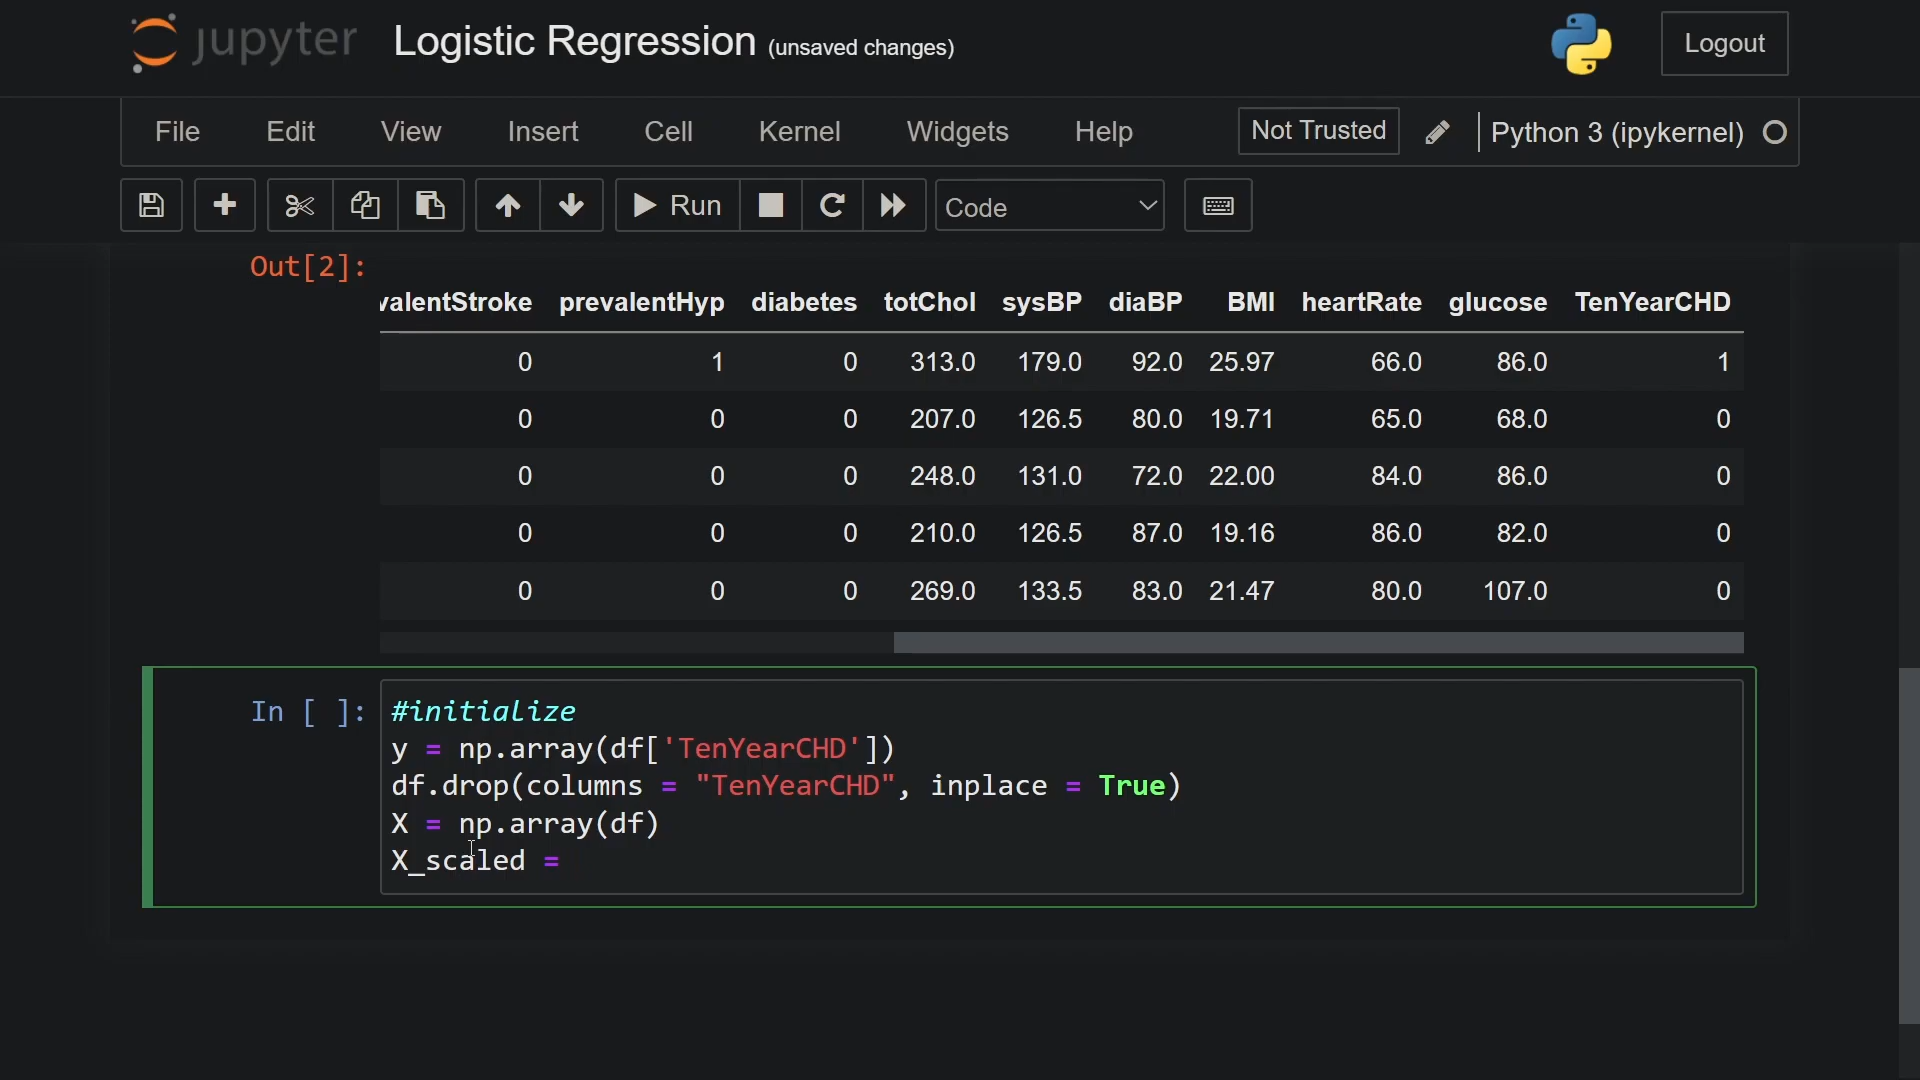 jupyter Logistic Regression (unsaved changes) Logout
File Edit View Insert Cell Kernel Widgets Help Not Trusted Python 3 (ipykernel)
Run Code
Out[2]:
valentStroke prevalentHyp diabetes totChol sysBP diaBP BMI heartRate glucose TenYearCHD
0 1 0 313.0 179.0 92.0 25.97 66.0 86.0 1
0 0 0 207.0 126.5 80.0 19.71 65.0 68.0 0
0 0 0 248.0 131.0 72.0 22.00 84.0 86.0 0
0 0 0 210.0 126.5 87.0 19.16 86.0 82.0 0
0 0 0 269.0 133.5 83.0 21.47 80.0 107.0 0
In [ ]: #initialize
y = np.array(df['TenYearCHD'])
df.drop(columns = "TenYearCHD", inplace = True)
X = np.array(df)
X_scaled =